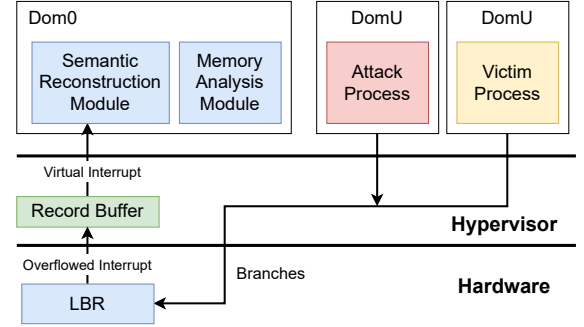 Dom0
DomU
DomU
Semantic
Reconstruction
Module
Memory
Analysis
Module
Attack
Process
Victim
Process
Virtual Interrupt
Record Buffer
Hypervisor
Overflowed Interrupt
Branches
Hardware
LBR